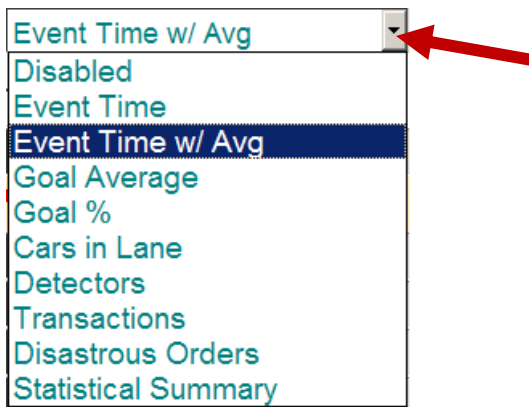 Event Time w/ Avg
Disabled
Event Time
Event Time w/ Avg
Goal Average
Goal %
Cars in Lane
Detectors
Transactions
Disastrous Orders
Statistical Summary